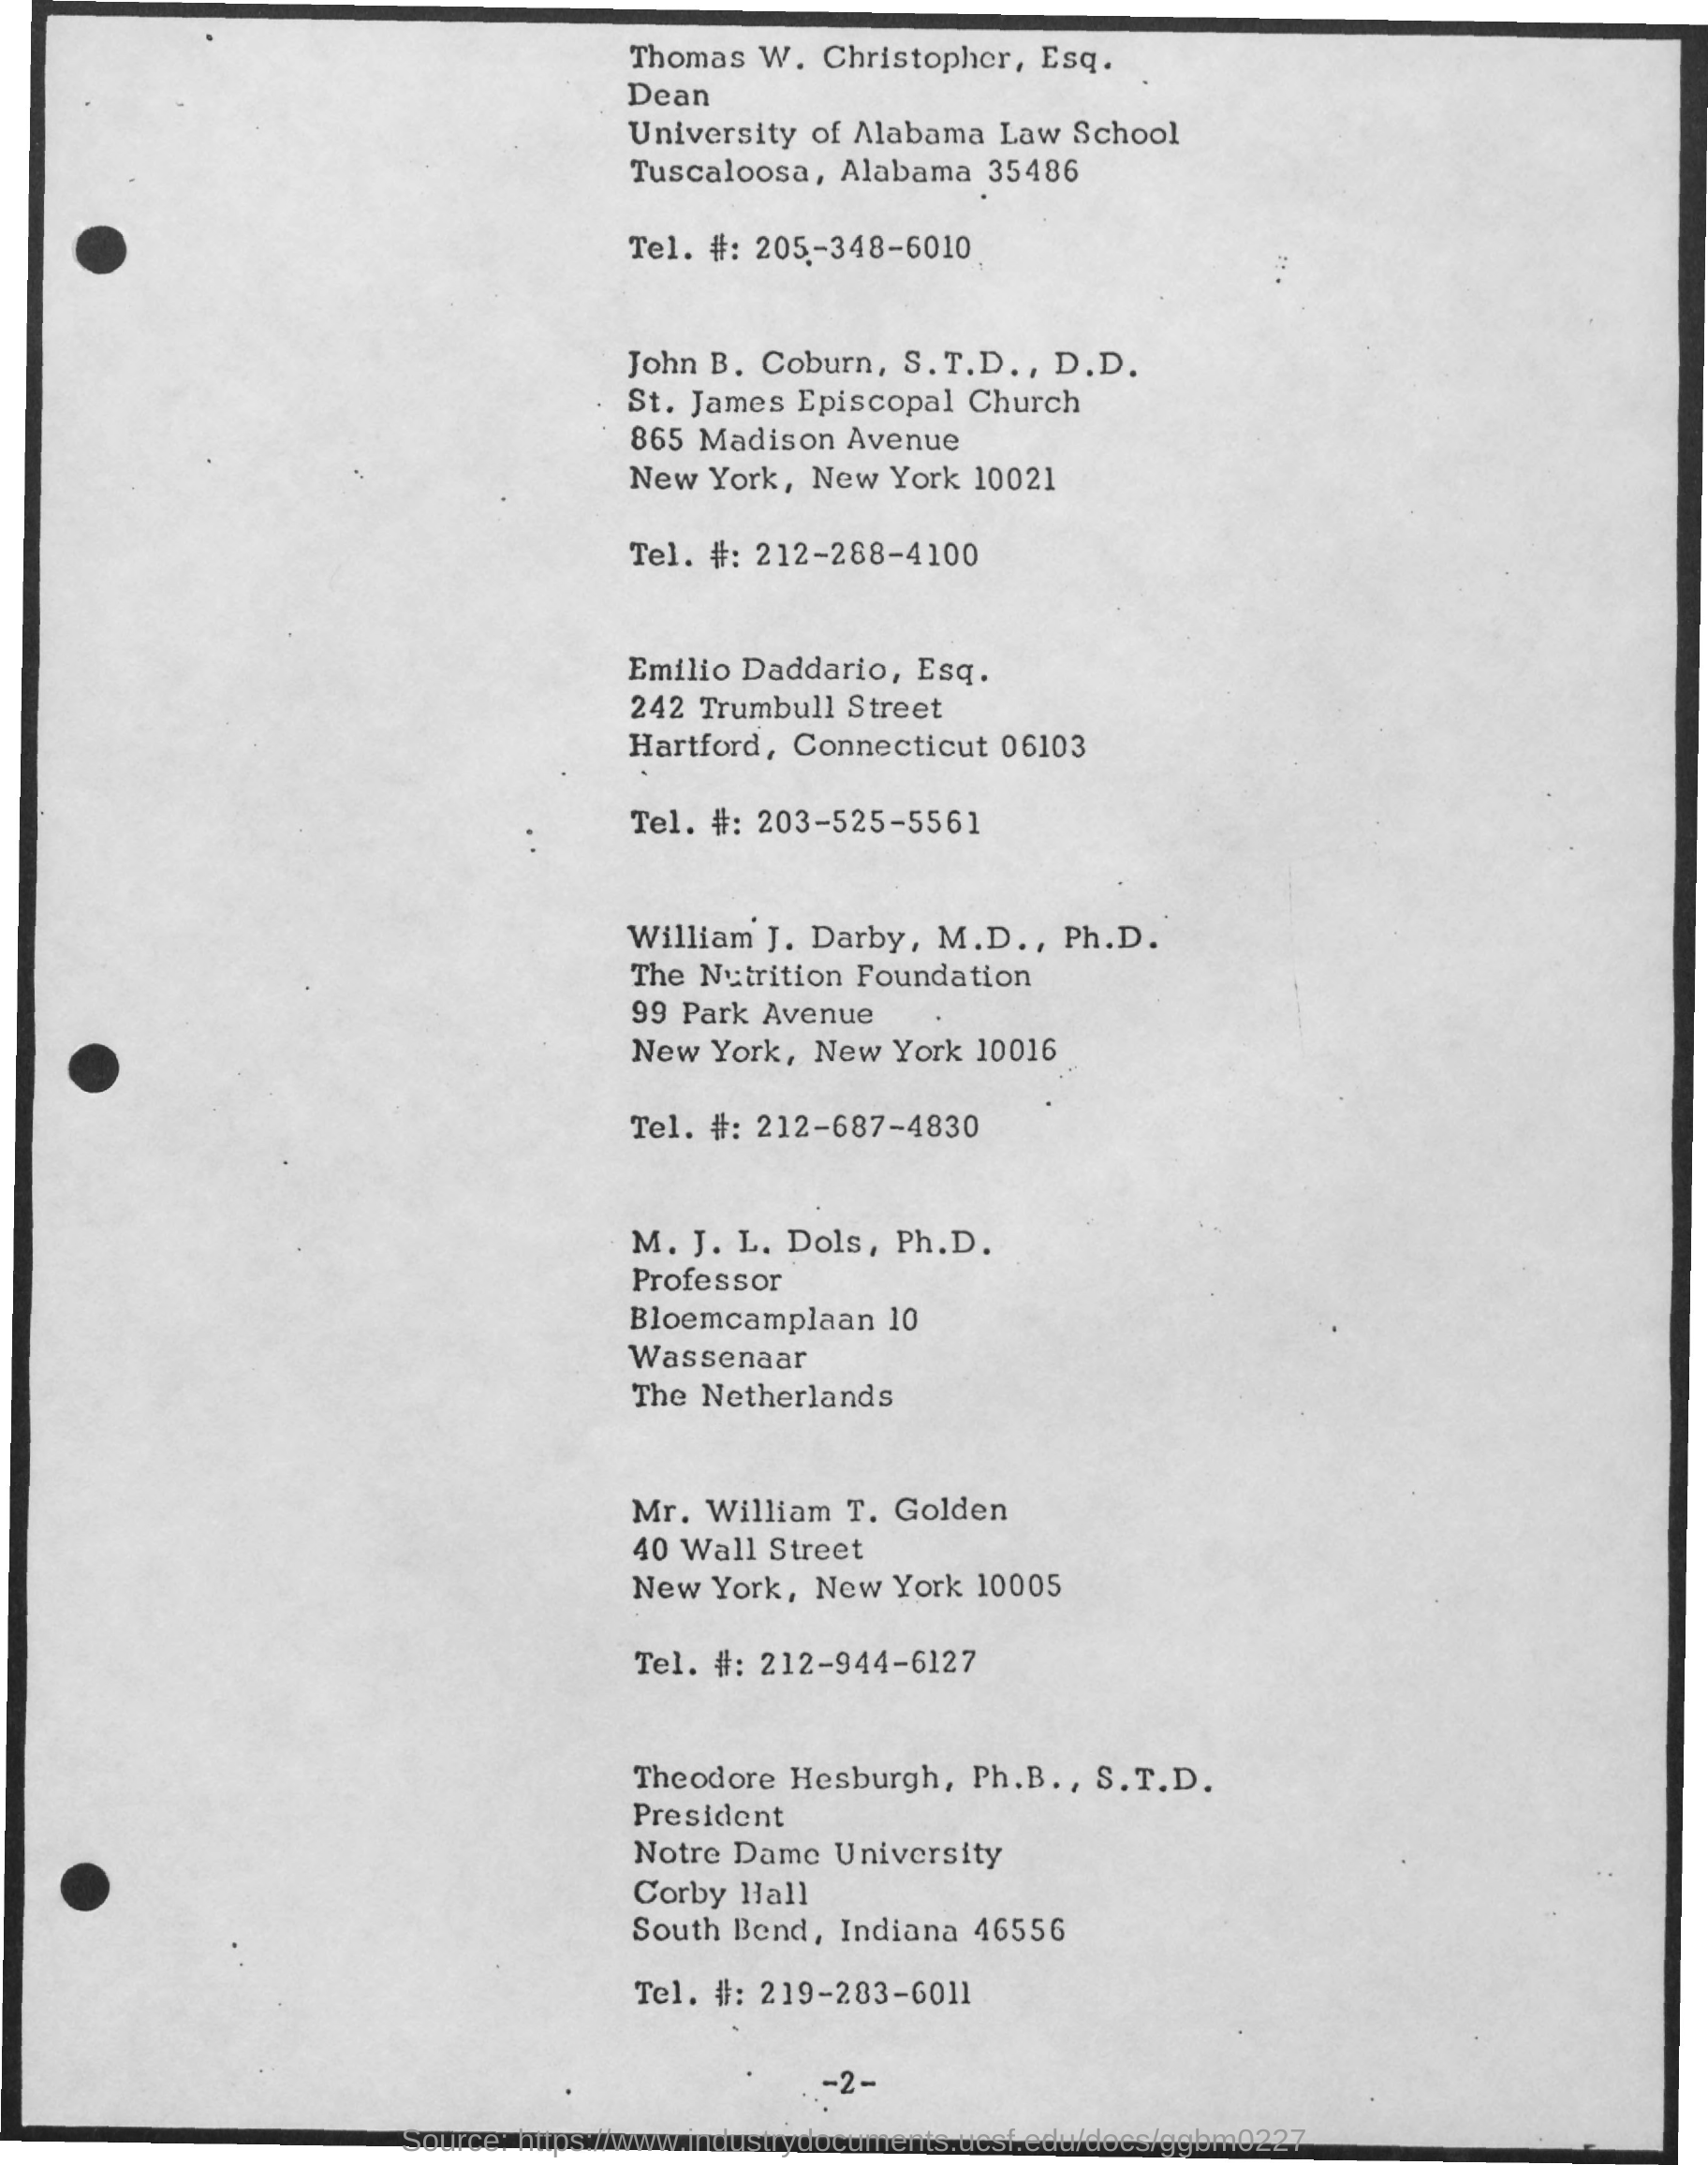 Thomas W. Christopher, Esq.
Dean
University of Alabama Law School
Tuscaloosa, Alabama 35486
Tel. #: 205-348-6010
John B. Coburn, S.T.D., D.D.
St. James Episcopal Church
865 Madison Avenue
New York, New York 10021
Tel. #: 212-288-4100
Emilio Daddario, Esq.
242 Trumbull Street
Hartford, Connecticut 06103
Tel. #: 203-525-5561
William J. Darby, M.D., Ph.D.
The Nutrition Foundation
99 Park Avenue
New York, New York 10016
Tel. #: 212-687-4830
M. J. L. Dols, Ph.D.
Professor
Bloemcamplaan 10
Wassenaar
The Netherlands
Mr. William T. Golden
40 Wall Street
New York, New York 10005
Tel. #: 212-944-6127
Theodore Hesburgh, Ph.B., S.T.D.
President
Notre Dame University
Corby Hall
South Bend, Indiana 46556
Tel. #: 219-283-6011
-2-
Source: https://www.industrydocuments.ucsf.edu/docs/ggbm0227